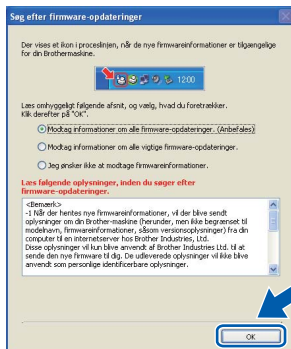 Søg efter firmware-opdateringer
Der vises et ikon i proceslinjen, når de nye firmwareinformationer er tilgængelige
for din Brothermaskine.
12:00
Læs omhyggeligt følgende afsnit, og vælg, hvad du foretrækker.
Klik derefter på "OK".
Modtag informationer om alle firmware-opdateringer. (Anbefales)
Modtag informationer om alle vigtige firmware-opdateringer.
Jeg ønsker ikke at modtage firmwareinformationer.
Læs følgende oplysninger, inden du søger efter
firmware-opdateringer.
<Bemærk>
-1 Når der hentes nye firmwareinformationer, vil der blive sendt
oplysninger om din Brother-maskine (herunder, men ikke begrænset til
modelnavn, firmwareinformationer, såsom versionsoplysninger) fra din
computer til en internetserver hos Brother Industries, Ltd.
Disse oplysninger vil blive anvendt af Brother Industries Ltd. til at
sende den nye firmware til dig. De udleverede oplysninger vil ikke blive
anvendt som personlige identificerbare oplysninger.
OK